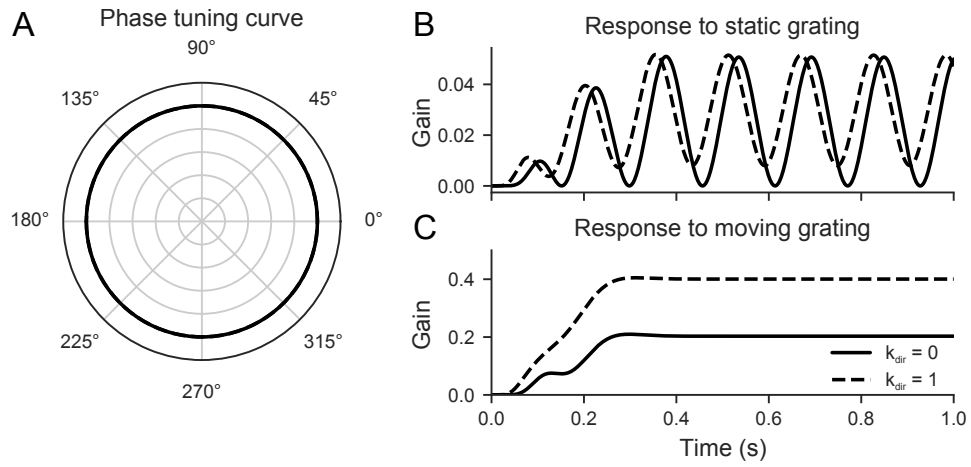 A
Phase tuning curve
90°
135°
45°
180°
0°
225°
315°
270°
B
Response to static grating
Gain
0.04
0.02
0.00
C
Response to moving grating
Gain
0.4
0.2
0.0
k_dir = 0
k_dir = 1
0.0 0.2 0.4 0.6 0.8 1.0
Time (s)